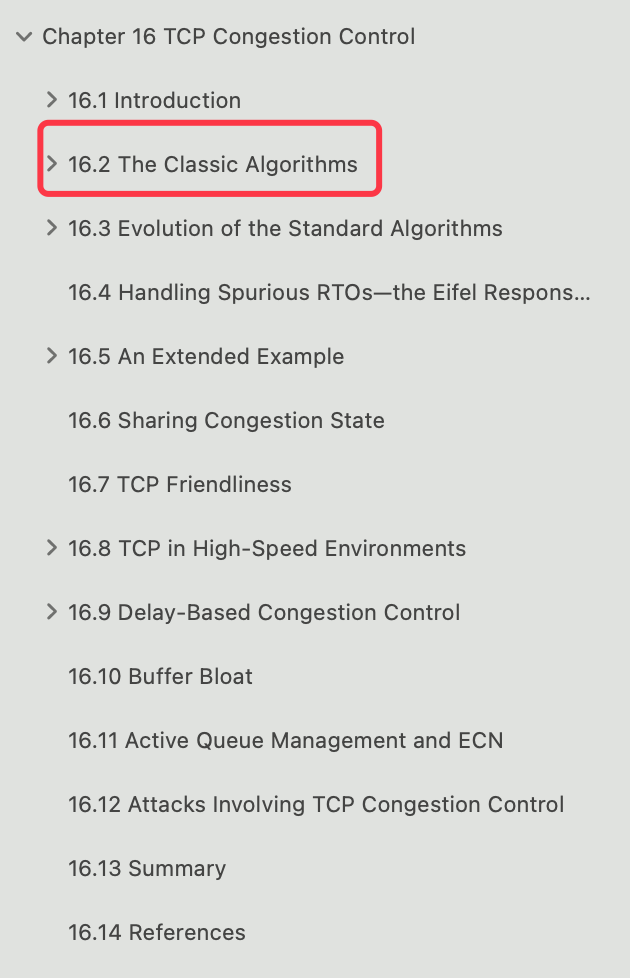 Chapter 16 TCP Congestion Control
16.1 Introduction
16.2 The Classic Algorithms
16.3 Evolution of the Standard Algorithms
16.4 Handling Spurious RTOs—the Eifel Respons...
16.5 An Extended Example
16.6 Sharing Congestion State
16.7 TCP Friendliness
16.8 TCP in High-Speed Environments
16.9 Delay-Based Congestion Control
16.10 Buffer Bloat
16.11 Active Queue Management and ECN
16.12 Attacks Involving TCP Congestion Control
16.13 Summary
16.14 References